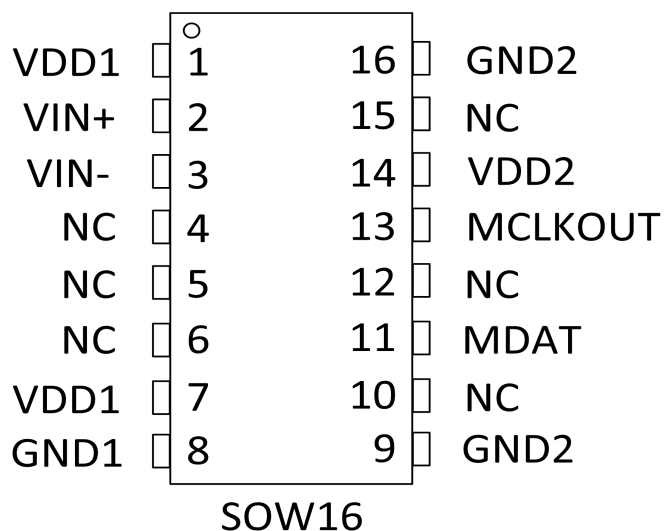 VDD1 1 16 GND2
VIN+ 2 15 NC
VIN- 3 14 VDD2
NC 4 13 MCLKOUT
NC 5 12 NC
NC 6 11 MDAT
VDD1 7 10 NC
GND1 8 9 GND2
SOW16